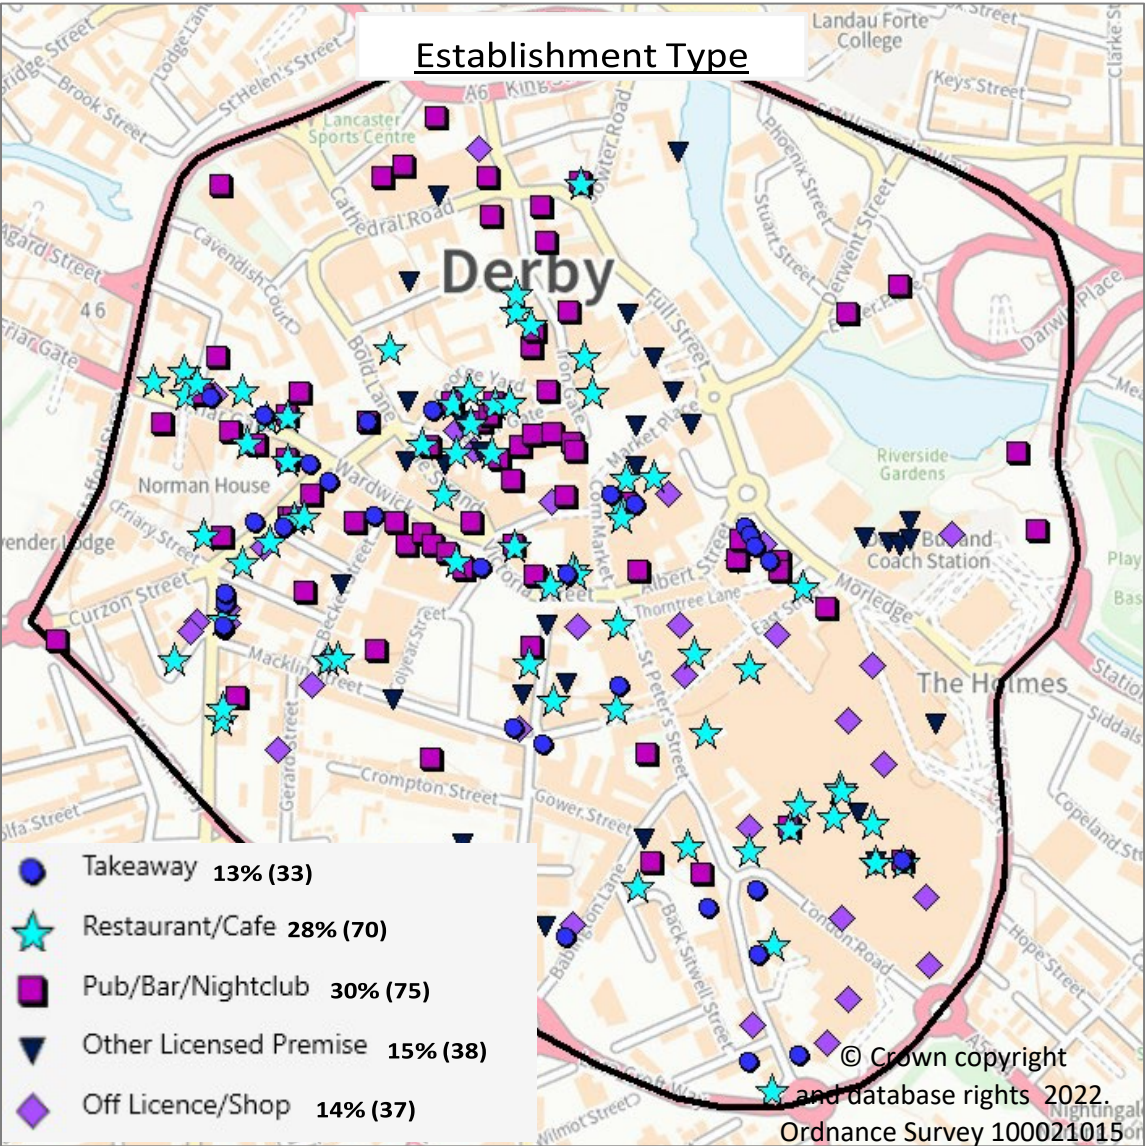 Establishment Type
Landau Forte
College
Clarke St
St Helen's Street
Lodge Lane
Brook Street
Keys Street
A6
King
Lancaster
Sports Centre
Phoenix Street
Stuart Street
Derwent Street
Cathedral Road
Agard Street
Cavendish Court
Derby
46
Friar Gate
Full Street
Darwin Place
Bold Lane
Market Place
Riverside
Gardens
Norman House
Wardwick
Friary Street
Corn Market
Albert Street
Coach Station
Morledge
Curzon Street
Thorntree Lane
Macklin Street
St Peter's Street
The Holmes
Siddals
Gerard Street
Crompton Street
Gower Street
Copeland St
Babington Lane
Back Sitwell Street
London Road
Hope Street
Wilmot Street
Nightingale
Takeaway 13% (33)
Restaurant/Cafe 28% (70)
Pub/Bar/Nightclub 30% (75)
Other Licensed Premise 15% (38)
Off Licence/Shop 14% (37)
© Crown copyright
and database rights 2022.
Ordnance Survey 100021015